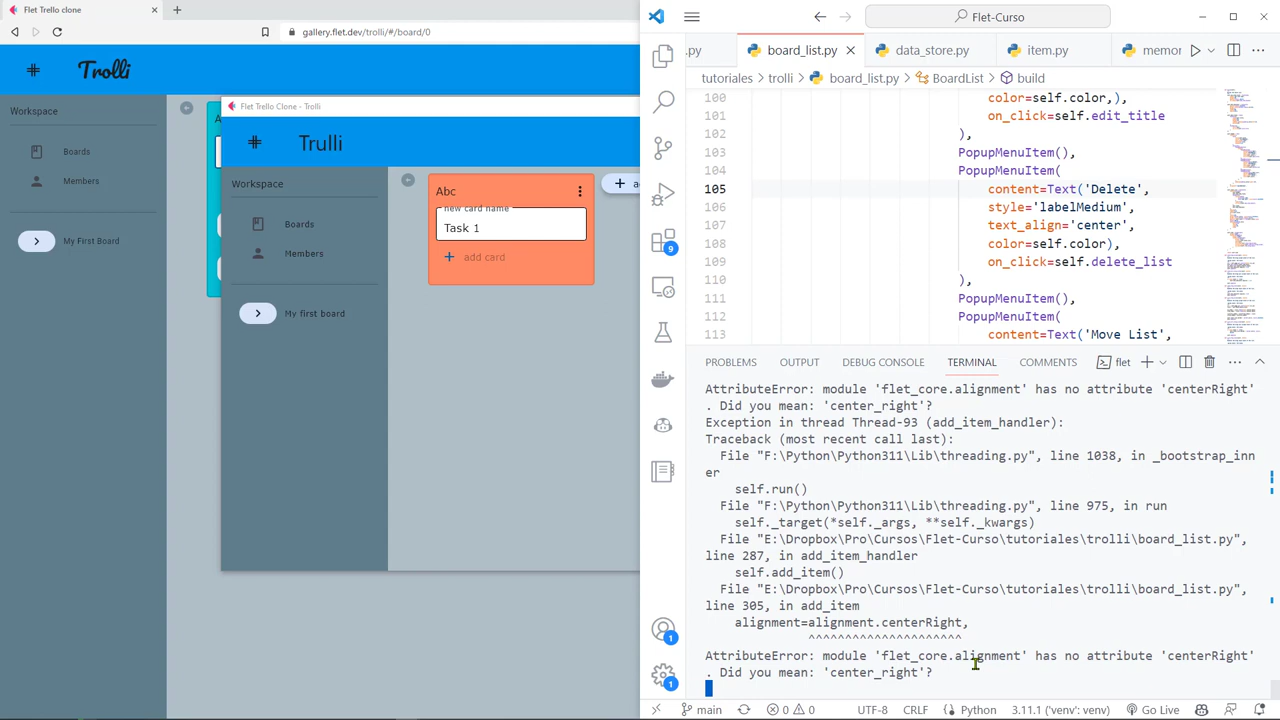 Flet Trello clone
gallery.flet.dev/trolli/#/board/0
Trolli
Workspace
Boards
Members
My First Board
Flet Trello Clone - Trolli
Trulli
Workspace
Boards
Members
My first board
Abc
new card name
Task 1
add card
Flet-Curso
.py
board_list.py
data_store.py
item.py
tutoriales > trolli > board_list.py > BoardList > build
100
color=self.color,),
101
on_click=self.edit_title
102
),
103
PopupMenuItem(),
104
105
content=Text('Delete',
106
style='labelMedium',
107
text_align='center',
108
color=self.color),
109
on_click=self.delete_list
110
111
112
113
PROBLEMS
OUTPUT
DEBUG CONSOLE
TERMINAL
COMMENTS
flet
AttributeError: module 'flet_core.alignment' has no attribute 'centerRight'
. Did you mean: 'center_right'?
Exception in thread Thread-93 (add_item_handler):
Traceback (most recent call last):
File "F:\Python\Python311\Lib\threading.py", line 1038, in _bootstrap_inn
er
self.run()
File "F:\Python\Python311\Lib\threading.py", line 975, in run
self._target(*self._args, **self._kwargs)
File "E:\Dropbox\Pro\Cursos\Flet-Curso\tutoriales\trolli\board_list.py",
line 287, in add_item_handler
self.add_item()
File "E:\Dropbox\Pro\Cursos\Flet-Curso\tutoriales\trolli\board_list.py",
line 305, in add_item
alignment=alignment.centerRight,
^^^^^^^^^^^^^^^^^^^^^
AttributeError: module 'flet_core.alignment' has no attribute 'centerRight'
. Did you mean: 'center_right'?
9
1
1
main
0
0
UTF-8
CRLF
Python
3.11.1 ('venv': venv)
Go Live